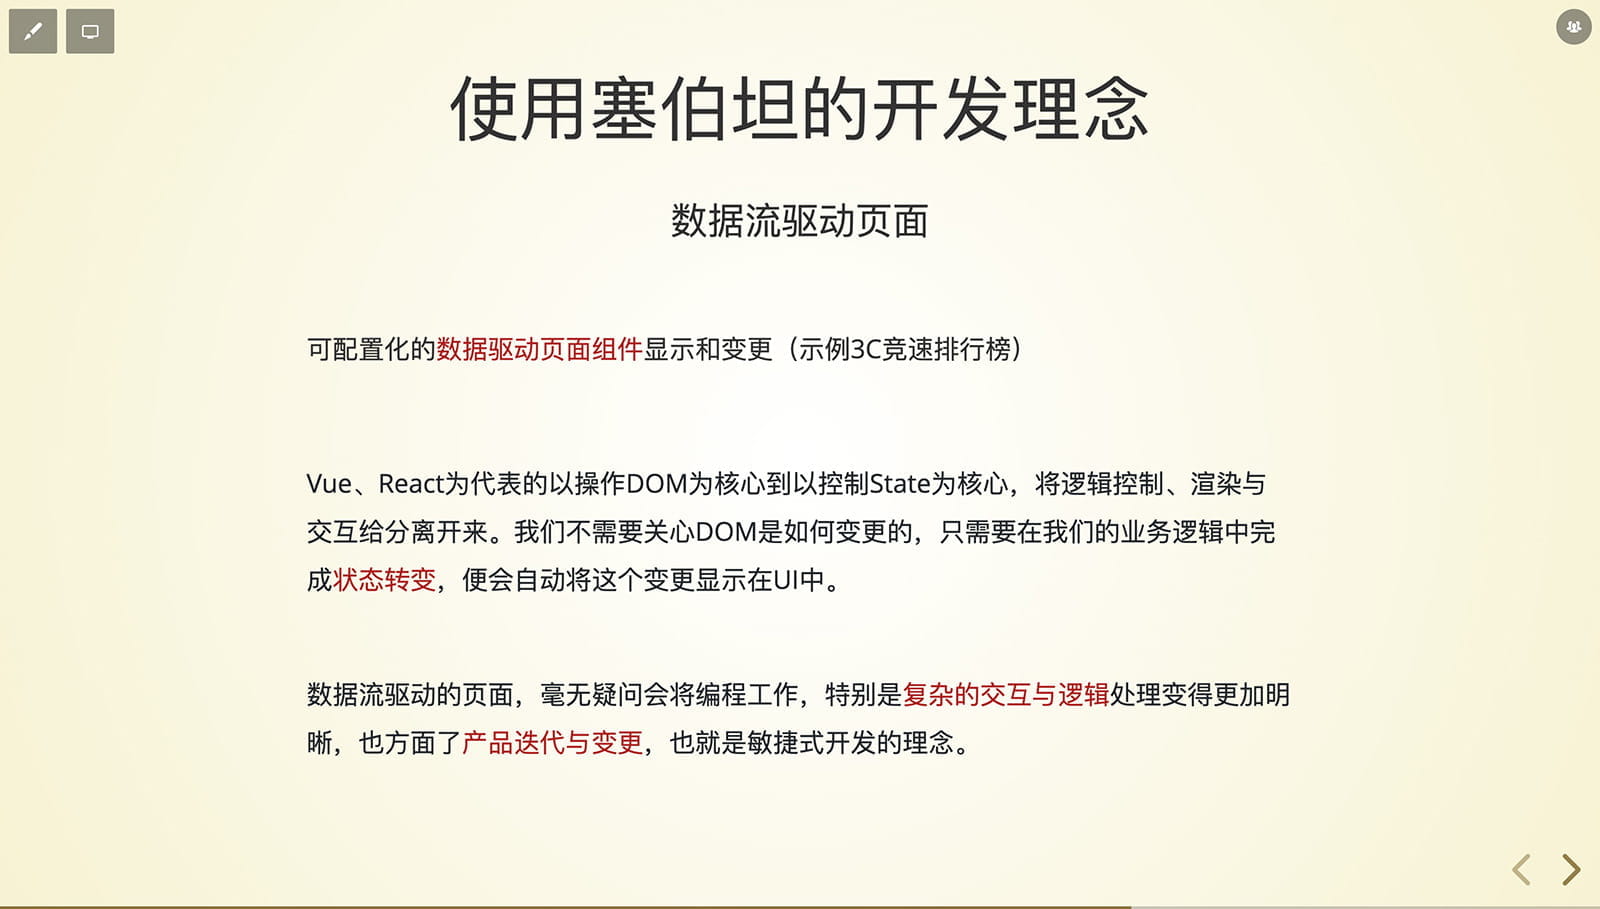 使用塞伯坦的开发理念
数据流驱动页面
可配置化的数据驱动页面组件显示和变更（示例3C竞速排行榜）
Vue、React为代表的以操作DOM为核心到以控制State为核心，将逻辑控制、渲染与
交互给分离开来。我们不需要关心DOM是如何变更的，只需要在我们的业务逻辑中完
成状态转变，便会自动将这个变更显示在UI中。
数据流驱动的页面，毫无疑问会将编程工作，特别是复杂的交互与逻辑处理变得更加明
晰，也方面了产品迭代与变更，也就是敏捷式开发的理念。